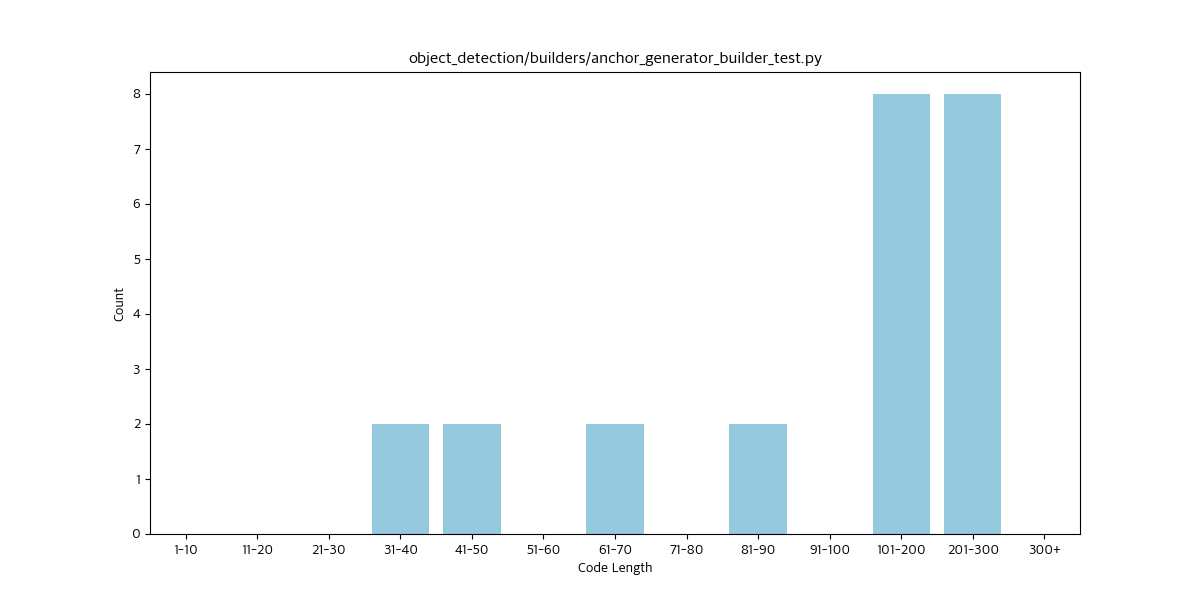 object_detection/builders/anchor_generator_builder_test.py
8
7
6
5
4
3
2
1
0
Count
1-10 11-20 21-30 31-40 41-50 51-60 61-70 71-80 81-90 91-100 101-200 201-300 300+
Code Length